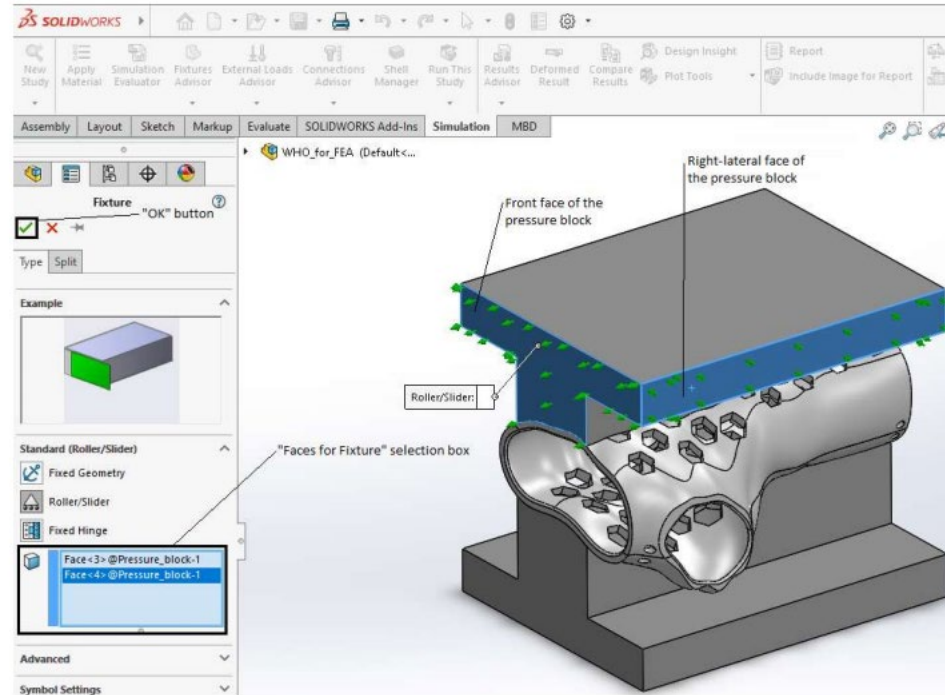 SOLIDWORKS
New Study
Apply Material
Simulation Evaluator
Fixtures Advisor
External Loads Advisor
Connections Advisor
Shell Manager
Run This Study
Results Advisor
Deformed Result
Compare Results
Design Insight
Plot Tools
Report
Include Image for Report
Assembly Layout Sketch Markup Evaluate SOLIDWORKS Add-Ins Simulation MBD
WHO_for_FEA (Default<...
Fixture
"OK" button
Type Split
Example
Standard (Roller/Slider)
Fixed Geometry
Roller/Slider
Fixed Hinge
"Faces for Fixture" selection box
Face<3>@Pressure_block-1
Face<4>@Pressure_block-1
Advanced
Symbol Settings
Front face of the
pressure block
Right-lateral face of
the pressure block
Roller/Slider: